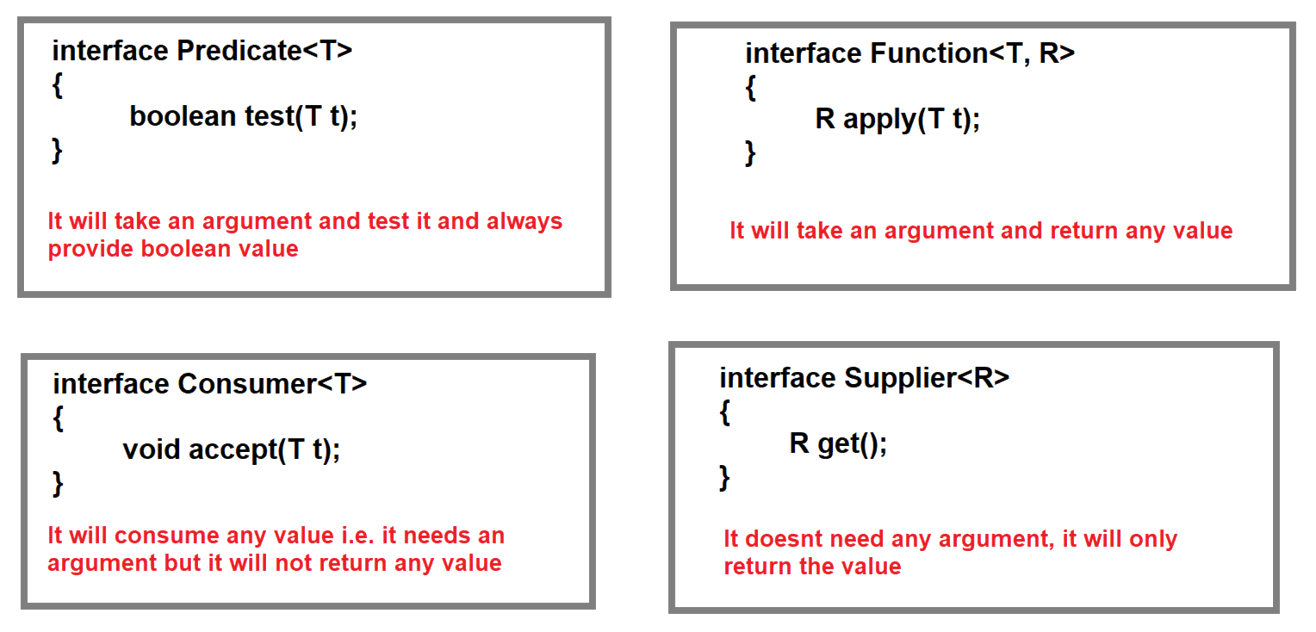 interface Predicate<T>
{
boolean test(T t);
}
It will take an argument and test it and always
provide boolean value
interface Function<T, R>
{
R apply(T t);
}
It will take an argument and return any value
interface Consumer<T>
{
void accept(T t);
}
It will consume any value i.e. it needs an
argument but it will not return any value
interface Supplier<R>
{
R get();
}
It doesnt need any argument, it will only
return the value